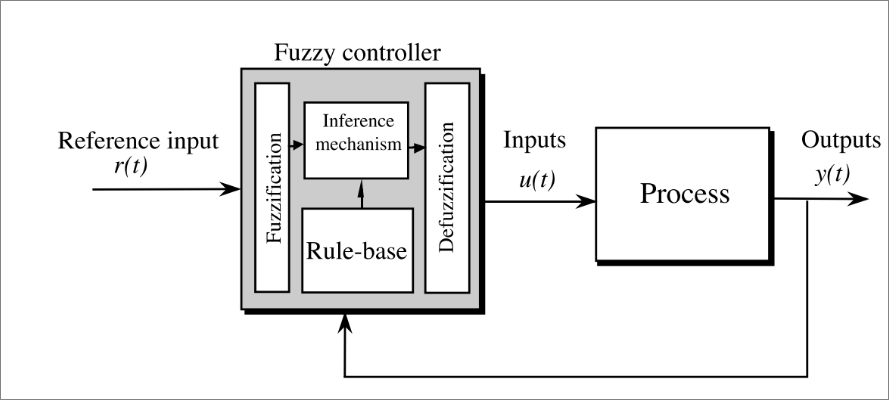 Fuzzy controller
Reference input
r(t)
Fuzzification
Inference
mechanism
Rule-base
Defuzzification
Inputs
u(t)
Process
Outputs
y(t)